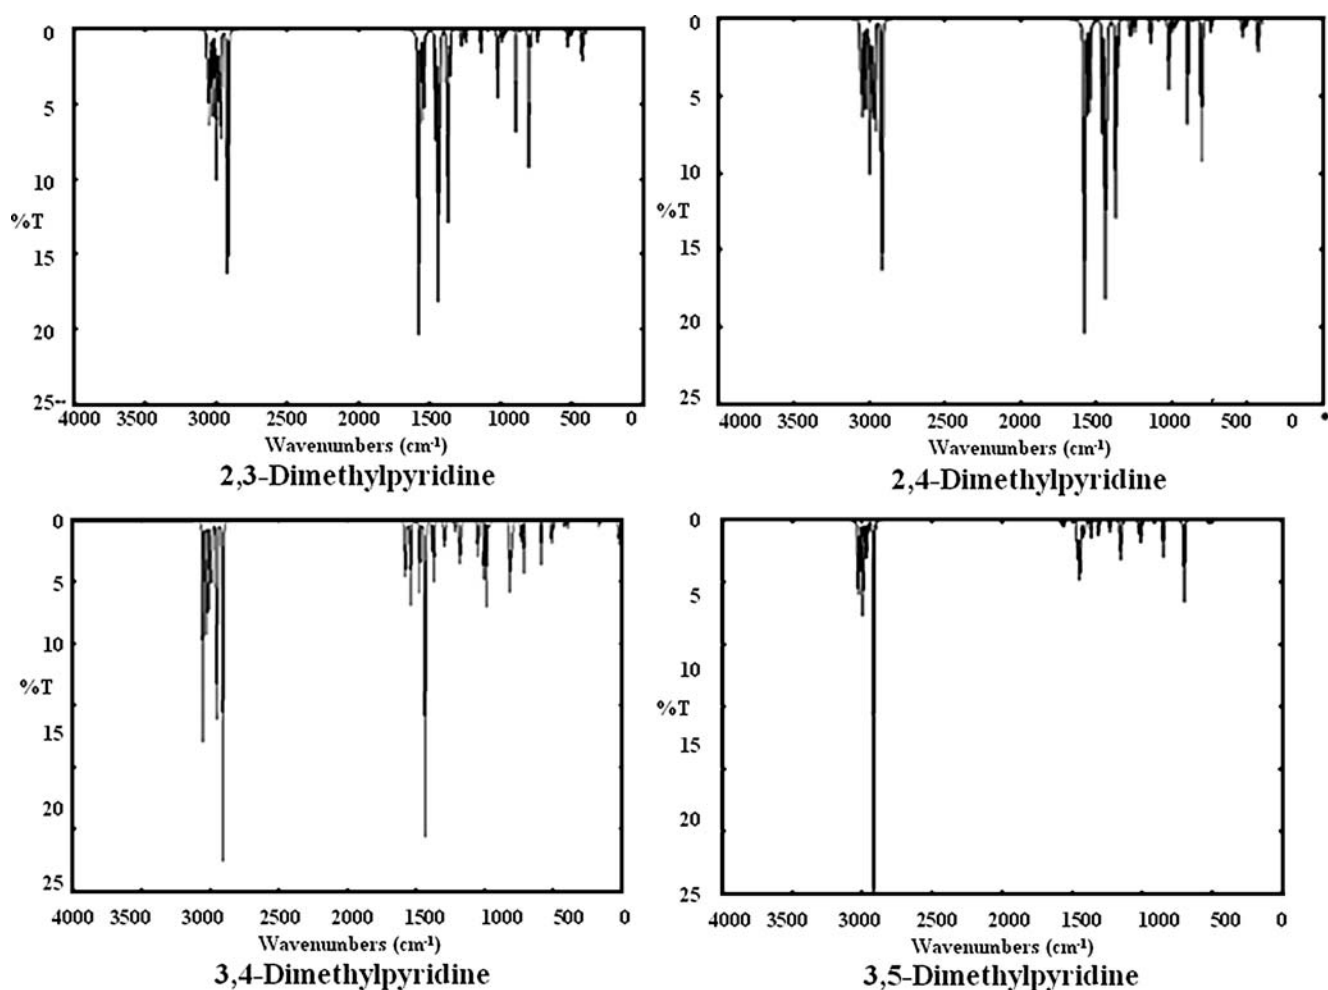 0
5
10
%T
15
20
25--
4000 3500 3000 2500 2000 1500 1000 500 0
Wavenumbers (cm-1)
2,3-Dimethylpyridine
0
5
10
%T
15
20
25
4000 3500 3000 2500 2000 1500 1000 500 0
Wavenumbers (cm-1)
2,4-Dimethylpyridine
0
5
10
%T
15
20
25
4000 3500 3000 2500 2000 1500 1000 500 0
Wavenumbers (cm-1)
3,4-Dimethylpyridine
0
5
10
%T
15
20
25
4000 3500 3000 2500 2000 1500 1000 500 0
Wavenumbers (cm-1)
3,5-Dimethylpyridine